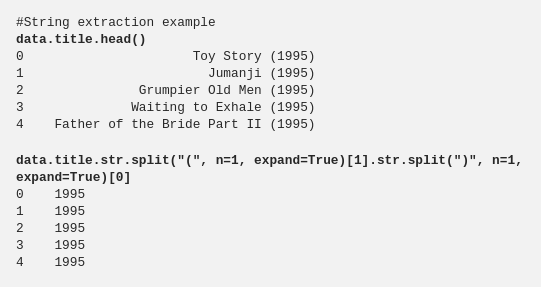 #String extraction example
data.title.head()
0                      Toy Story (1995)
1                        Jumanji (1995)
2               Grumpier Old Men (1995)
3              Waiting to Exhale (1995)
4    Father of the Bride Part II (1995)

data.title.str.split("(", n=1, expand=True)[1].str.split(")", n=1,
expand=True)[0]
0    1995
1    1995
2    1995
3    1995
4    1995